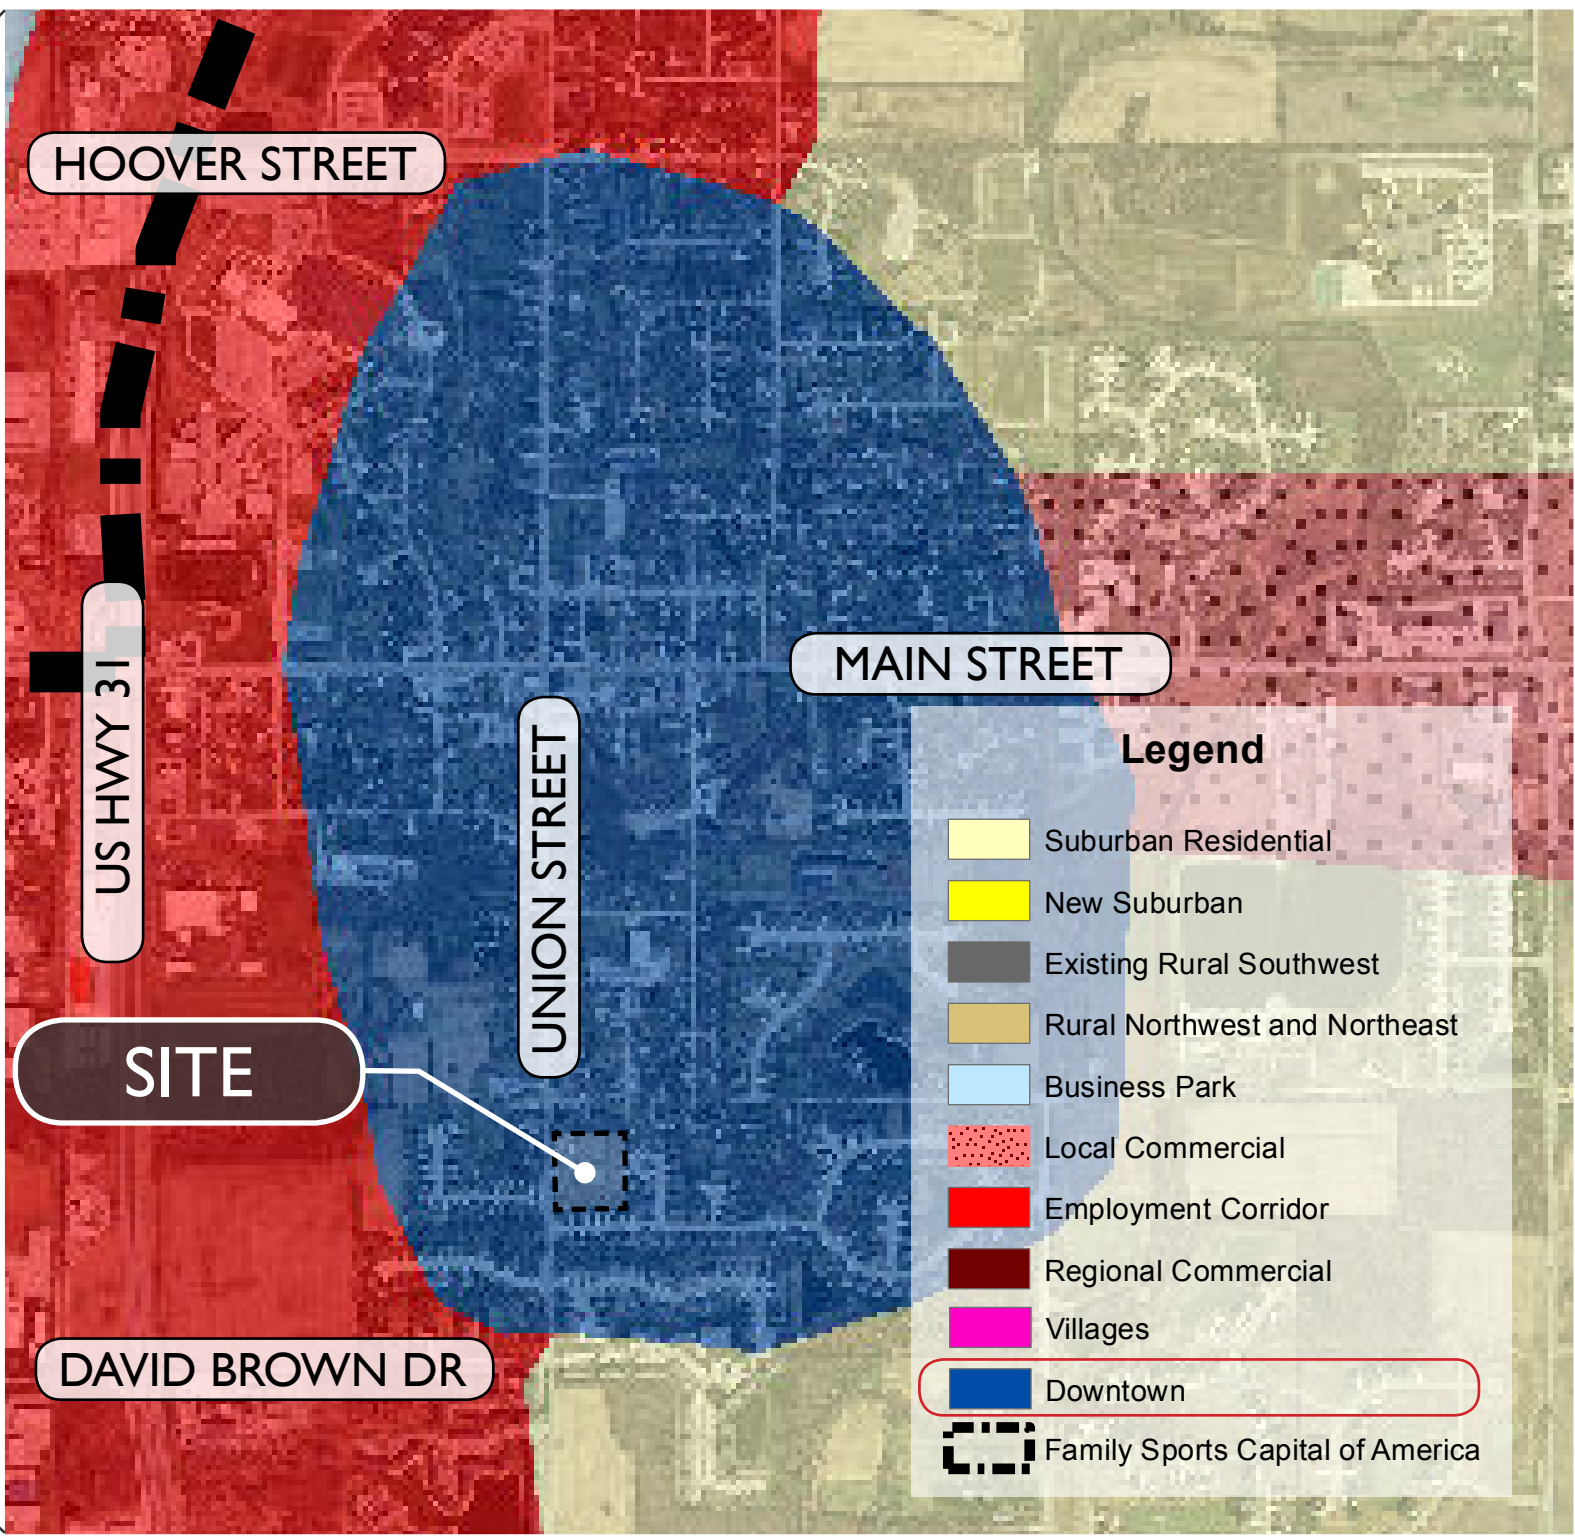 HOOVER STREET
MAIN STREET
US HWY 31
UNION STREET
SITE
DAVID BROWN DR
Legend
Suburban Residential
New Suburban
Existing Rural Southwest
Rural Northwest and Northeast
Business Park
Local Commercial
Employment Corridor
Regional Commercial
Villages
Downtown
Family Sports Capital of America